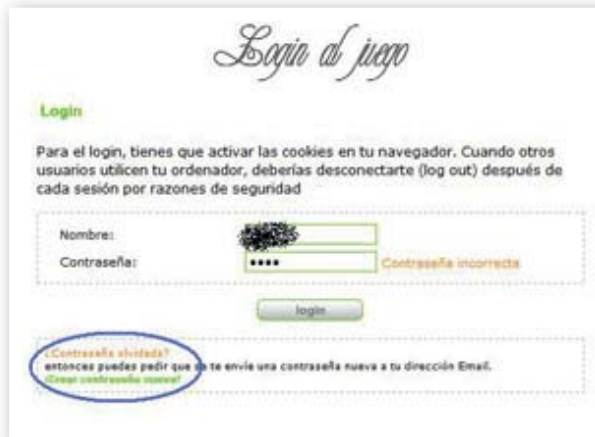 Login al juego
Login
Para el login, tienes que activar las cookies en tu navegador. Cuando otros
usuarios utilicen tu ordenador, deberías desconectarte (log out) después de
cada sesión por razones de seguridad
Nombre:
Contraseña: •••• Contraseña incorrecta
login
¿Contraseña olvidada?
entonces puedes pedir que se te envíe una contraseña nueva a tu dirección Email.
¡Crear contraseña nueva!